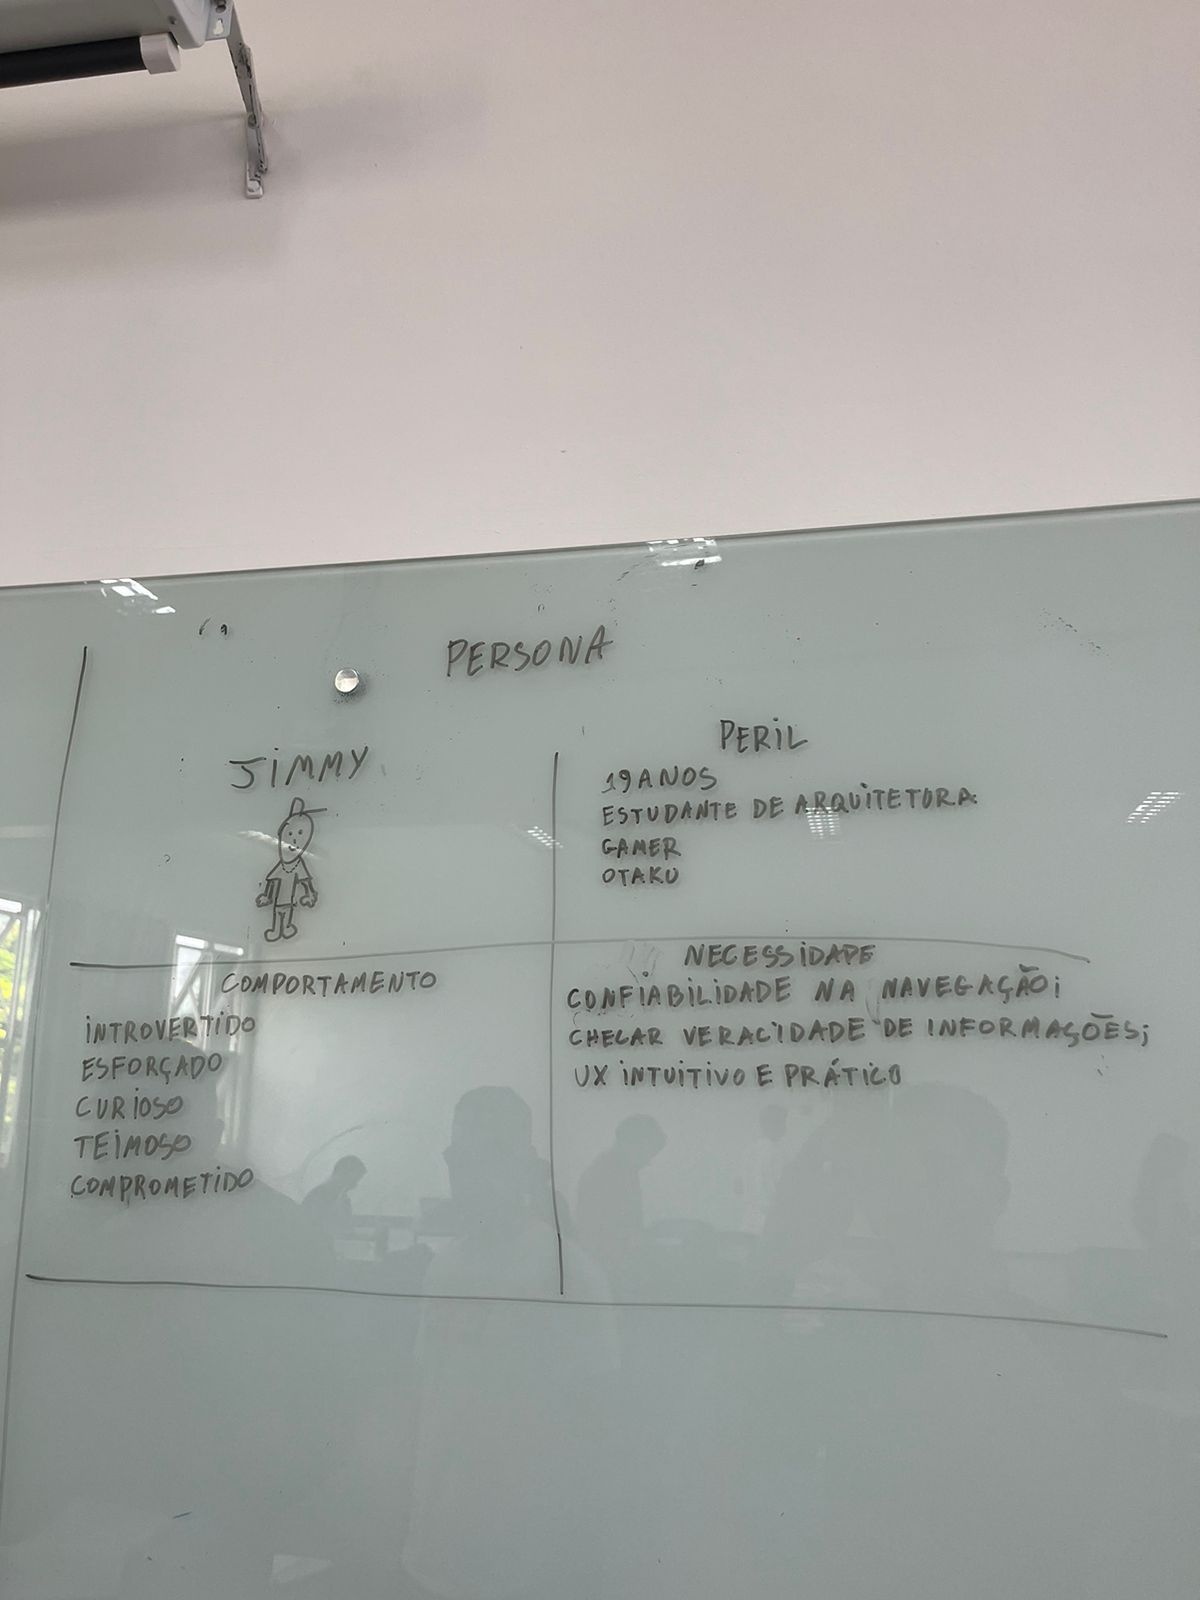 PERSONA
JIMMY
PERIL
19 ANOS
ESTUDANTE DE ARQUITETORA
GAMER
OTAKU
COMPORTAMENTO
INTROVERTIDO
ESFORÇADO
CURIOSO
TEIMOSO
COMPROMETIDO
NECESSIDADE
CONFIABILIDADE NA NAVEGAÇÃO;
CHECAR VERACIDADE DE INFORMAÇÕES;
UX INTUITIVO E PRÁTICO